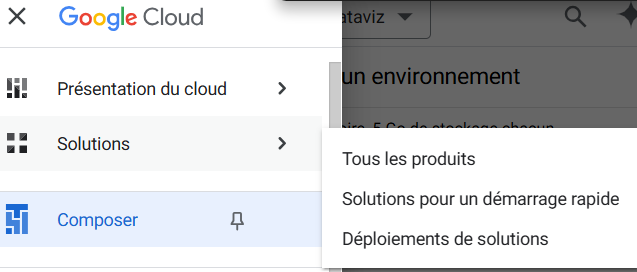 Google Cloud
ataviz
un environnement
Présentation du cloud
Solutions
Tous les produits
Solutions pour un démarrage rapide
Déploiements de solutions
Composer